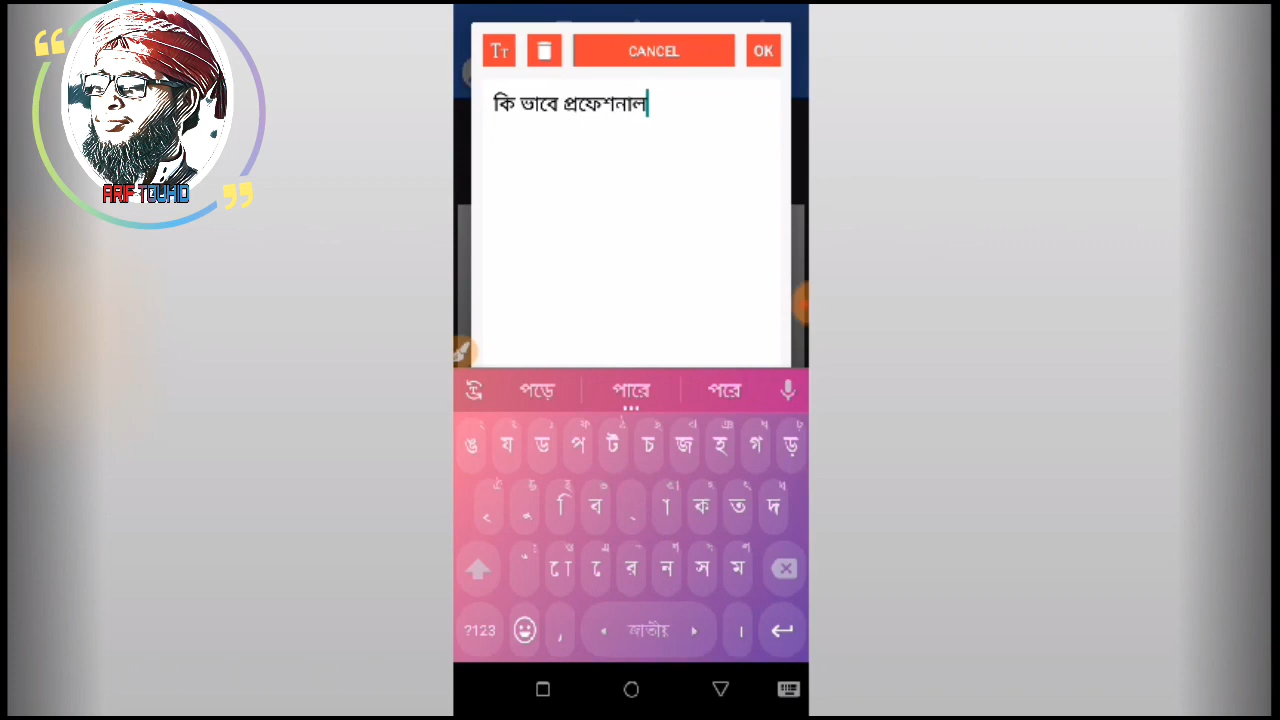 ARIF TOUHID
CANCEL
OK
কি ভাবে প্রফেশনাল
পড়ে পারে পরে
ঙ য ড প ট চ জ হ গ ড়
ি ব া ক ত দ
ো ে র ন স ম
?123 , জাতীয় ।